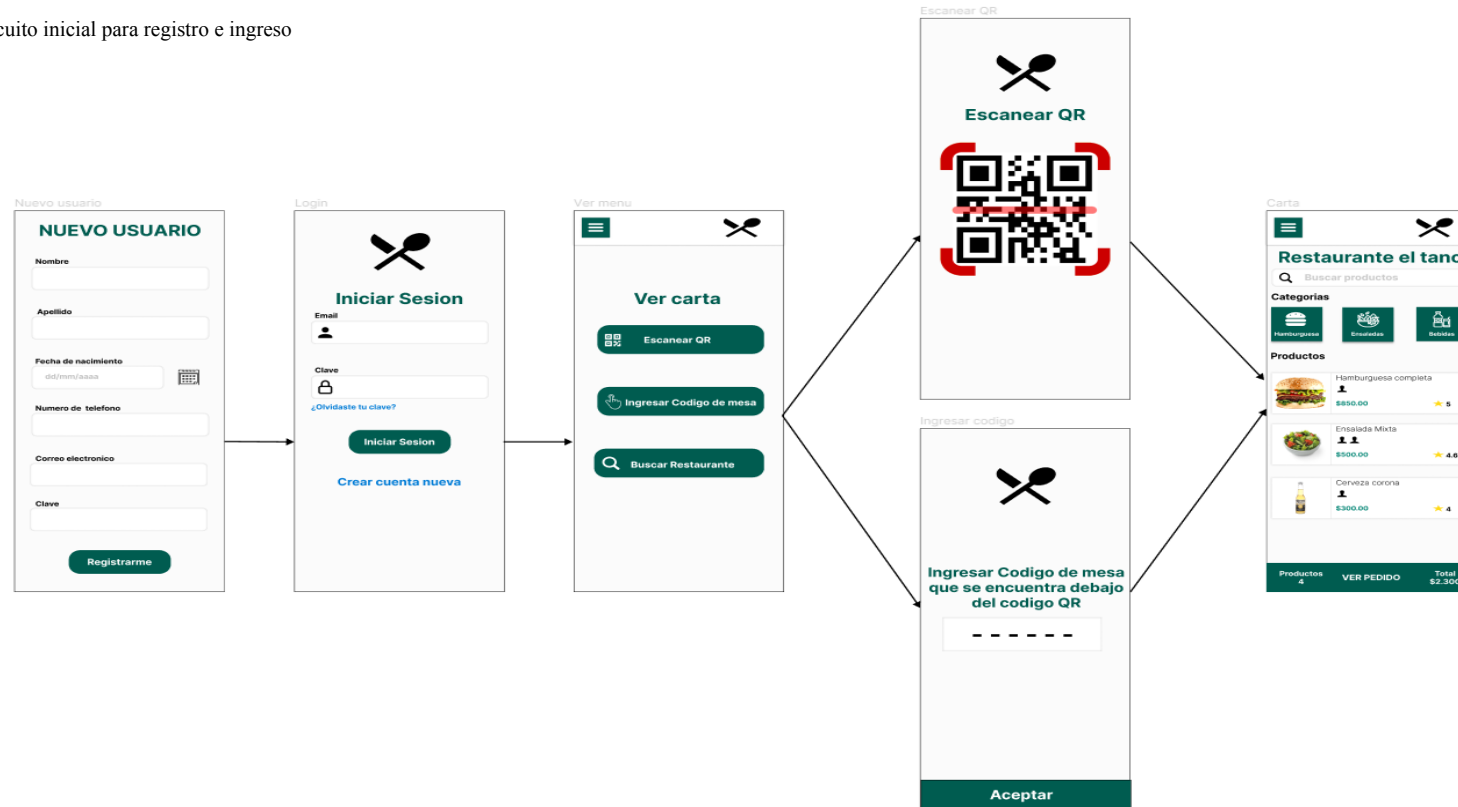 inicial para registro e ingreso
Nuevo usuario
NUEVO USUARIO
Nombre
Apellido
Fecha de nacimiento
dd/mm/aaaa
Numero de telefono
Correo electronico
Clave
Registrarme
Login
Iniciar Sesion
Email
Clave
¿Olvidaste tu clave?
Iniciar Sesion
Crear cuenta nueva
Ver menu
Ver carta
Escanear QR
Ingresar Codigo de mesa
Buscar Restaurante
Escanear QR
Escanear QR
Ingresar codigo
Ingresar Codigo de mesa
que se encuentra debajo
del codigo QR
- - - - - -
Aceptar
Carta
Restaurante el
Buscar productos
Categorias
Hamburguesa Ensaladas Bebidas
Productos
Hamburguesa completa
$850.00 5
Ensalada Mixta
$500.00 4.6
Cerveza corona
$300.00 4
Productos VER PEDIDO Total
4